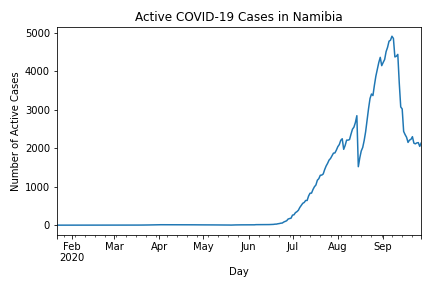 Active COVID-19 Cases in Namibia
5000
4000
3000
2000
1000
0
Number of Active Cases
Feb Mar Apr May Jun Jul Aug Sep
2020
Day